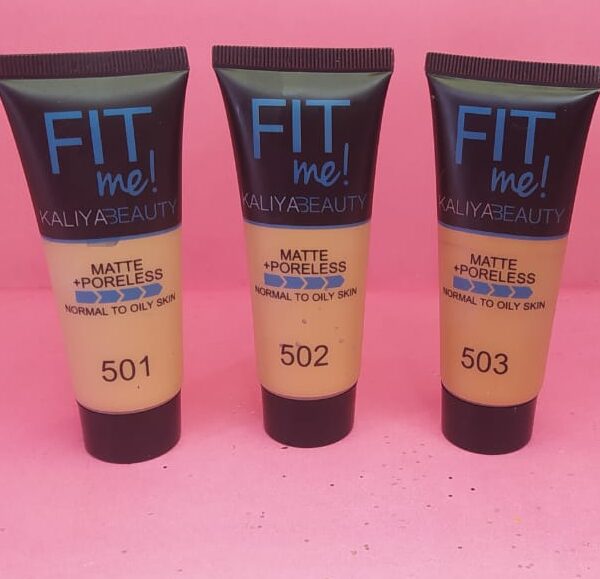 FIT
me!
KALIYABEAUTY
MATTE
+PORELESS
NORMAL TO OILY SKIN
501
FIT
me!
KALIYABEAUTY
MATTE
+PORELESS
NORMAL TO OILY SKIN
502
FIT
me!
KALIYABEAUTY
MATTE
+PORELESS
NORMAL TO OILY SKIN
503